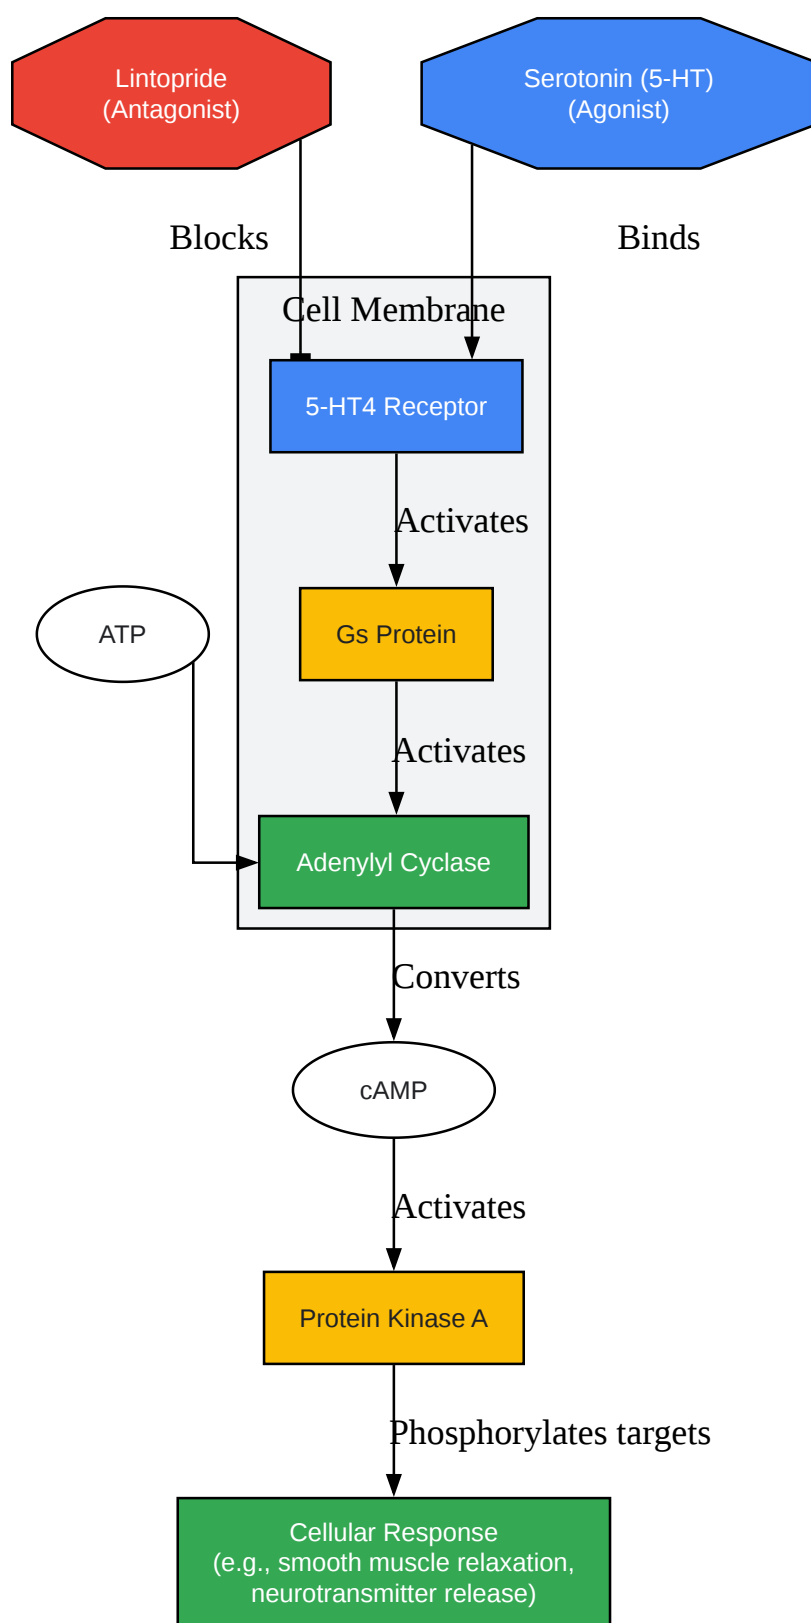 Lintopride
(Antagonist)
Serotonin (5-HT)
(Agonist)
Blocks
Binds
Cell Membrane
5-HT4 Receptor
Activates
Gs Protein
ATP
Activates
Adenylyl Cyclase
Converts
cAMP
Activates
Protein Kinase A
Phosphorylates targets
Cellular Response
(e.g., smooth muscle relaxation,
neurotransmitter release)